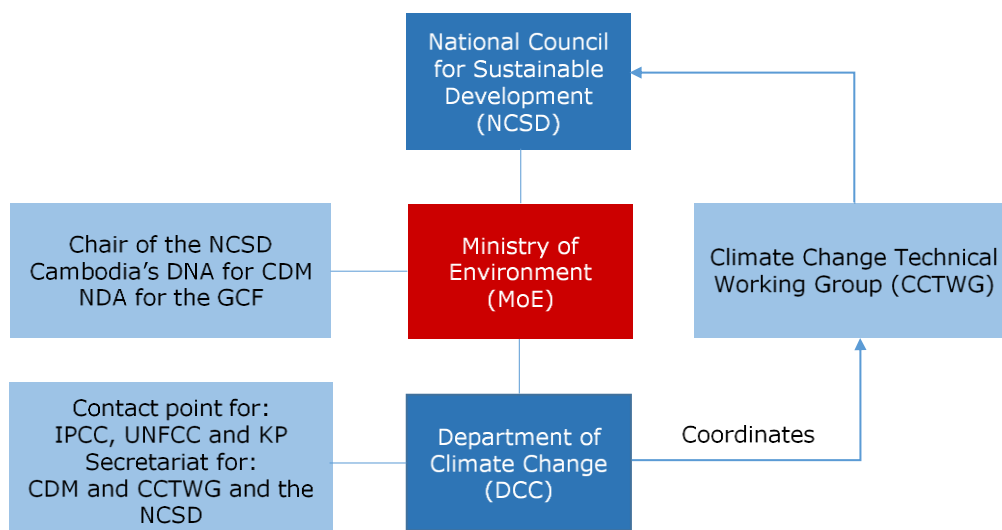 National Council
for Sustainable
Development
(NCSD)
Chair of the NCSD
Cambodia’s DNA for CDM
NDA for the GCF
Ministry of
Environment
(MoE)
Climate Change Technical
Working Group (CCTWG)
Contact point for:
IPCC, UNFCC and KP
Secretariat for:
CDM and CCTWG and the
NCSD
Department of
Climate Change
(DCC)
Coordinates